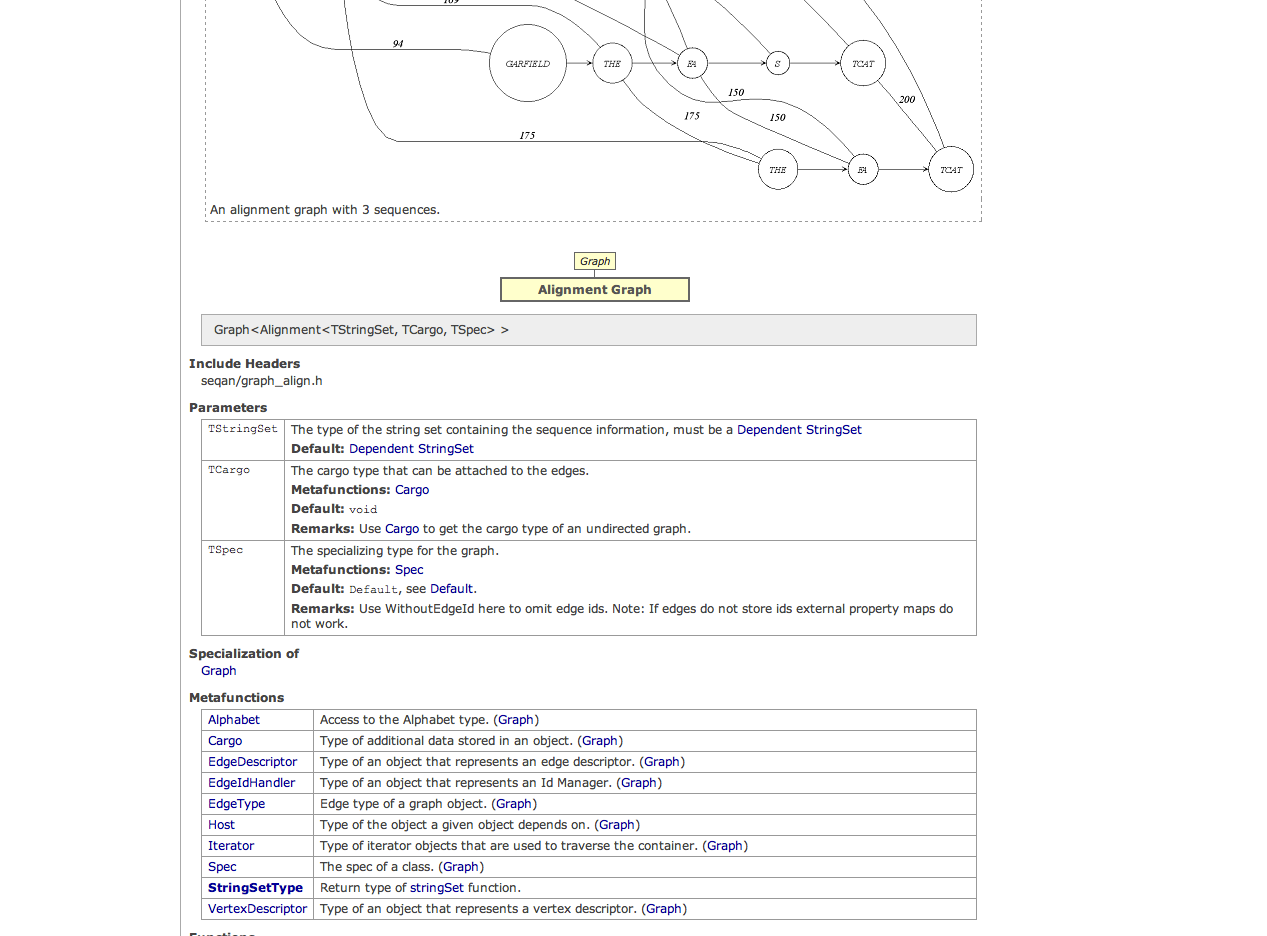 169
94
GARFIELD
THE
FA
S
TCAT
150
200
175
150
175
THE
FA
TCAT
An alignment graph with 3 sequences.
Graph
Alignment Graph
Graph<Alignment<TStringSet, TCargo, TSpec> >
Include Headers
seqan/graph_align.h
Parameters
TStringSet
The type of the string set containing the sequence information, must be a Dependent StringSet
Default: Dependent StringSet
TCargo
The cargo type that can be attached to the edges.
Metafunctions: Cargo
Default: void
Remarks: Use Cargo to get the cargo type of an undirected graph.
TSpec
The specializing type for the graph.
Metafunctions: Spec
Default: Default, see Default.
Remarks: Use WithoutEdgeId here to omit edge ids. Note: If edges do not store ids external property maps do
not work.
Specialization of
Graph
Metafunctions
Alphabet Access to the Alphabet type. (Graph)
Cargo Type of additional data stored in an object. (Graph)
EdgeDescriptor Type of an object that represents an edge descriptor. (Graph)
EdgeIdHandler Type of an object that represents an Id Manager. (Graph)
EdgeType Edge type of a graph object. (Graph)
Host Type of the object a given object depends on. (Graph)
Iterator Type of iterator objects that are used to traverse the container. (Graph)
Spec The spec of a class. (Graph)
StringSetType Return type of stringSet function.
VertexDescriptor Type of an object that represents a vertex descriptor. (Graph)
Functions